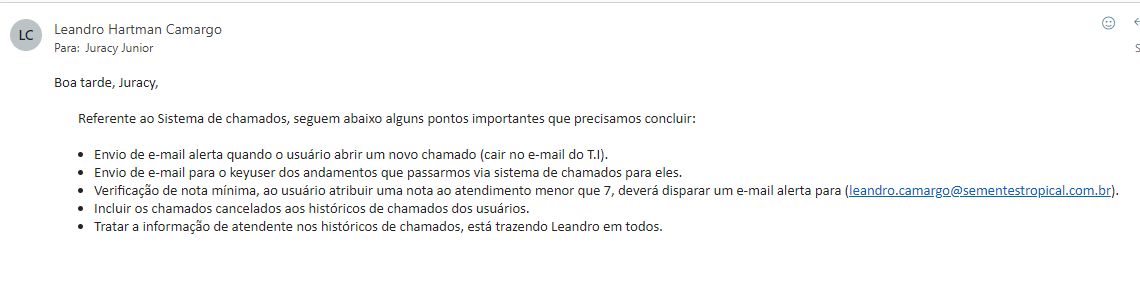 LC
Leandro Hartman Camargo
Para: Juracy Junior
Boa tarde, Juracy,
Referente ao Sistema de chamados, seguem abaixo alguns pontos importantes que precisamos concluir:
• Envio de e-mail alerta quando o usuário abrir um novo chamado (cair no e-mail do T.I).
• Envio de e-mail para o keyuser dos andamentos que passarmos via sistema de chamados para eles.
• Verificação de nota mínima, ao usuário atribuir uma nota ao atendimento menor que 7, deverá disparar um e-mail alerta para (leandro.camargo@sementestropical.com.br).
• Incluir os chamados cancelados aos históricos de chamados dos usuários.
• Tratar a informação de atendente nos históricos de chamados, está trazendo Leandro em todos.